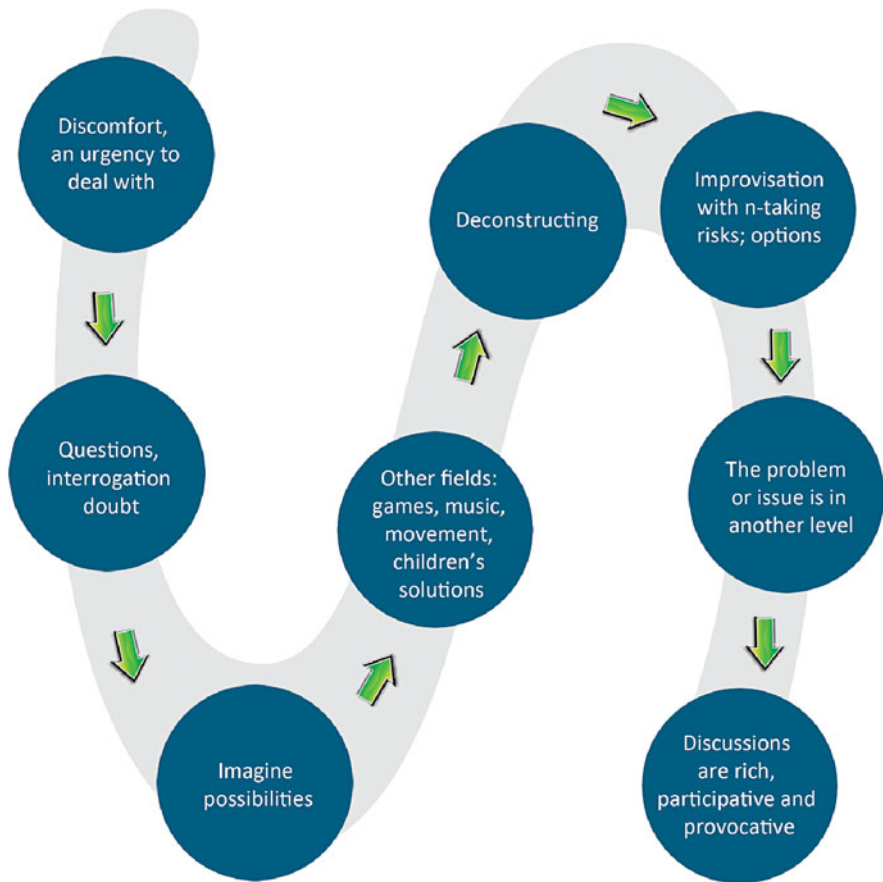 Discomfort,
an urgency to
deal with
Questions,
interrogation
doubt
Imagine
possibilities
Other fields:
games, music,
movement,
children’s
solutions
Deconstructing
Improvisation
with n-taking
risks; options
The problem
or issue is in
another level
Discussions
are rich,
participative and
provocative